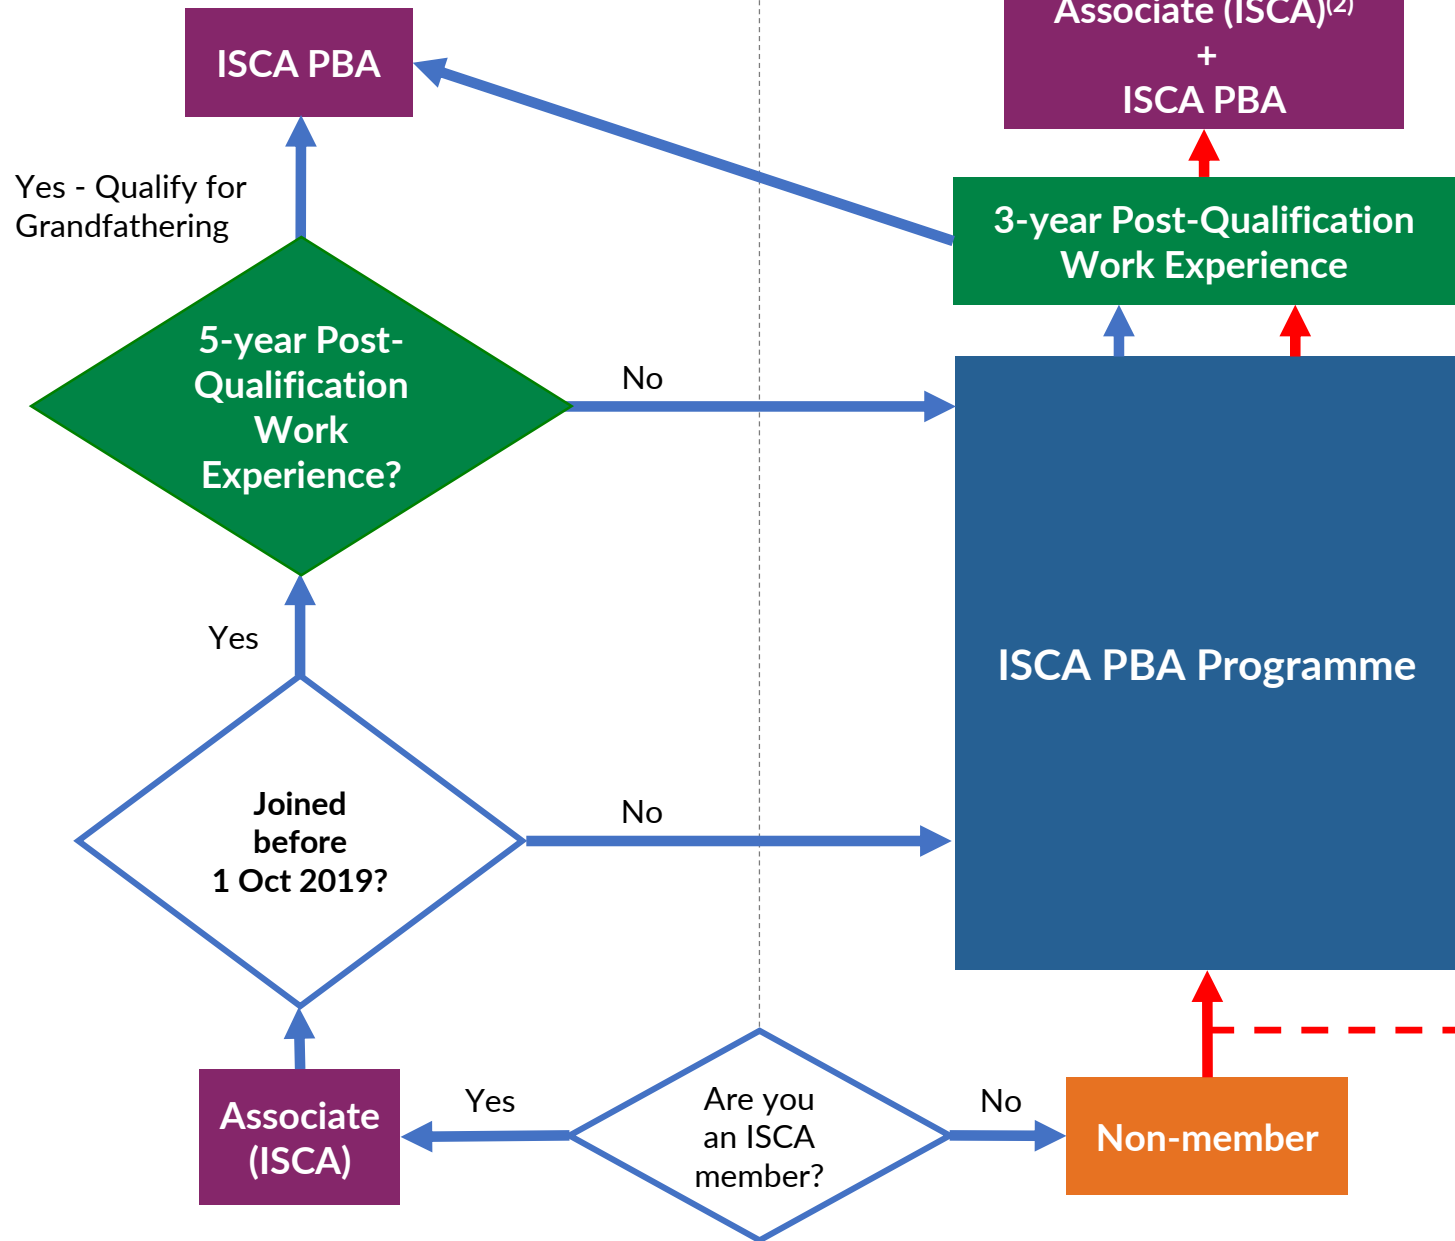 Associate (ISCA)(2)
+
ISCA PBA
ISCA PBA
Yes - Qualify for
Grandfathering
3-year Post-Qualification
Work Experience
5-year Post-
Qualification
Work
Experience?
No
Yes
ISCA PBA Programme
Joined
before
1 Oct 2019?
No
Associate
(ISCA)
Yes
Are you
an ISCA
member?
No
Non-member